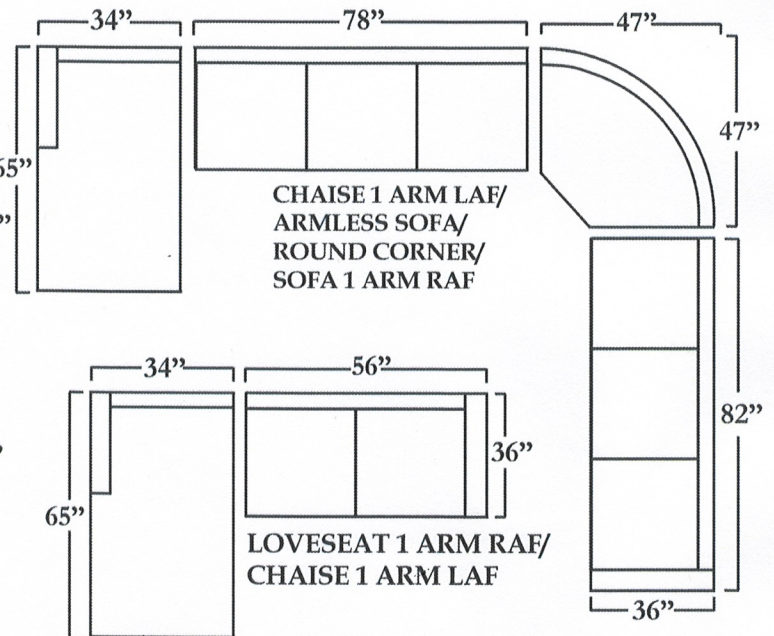 34”
78”
47”
47”
65”
”
CHAISE 1 ARM LAF/
ARMLESS SOFA/
ROUND CORNER/
SOFA 1 ARM RAF
82”
36”
34”
56”
36”
65”
LOVESEAT 1 ARM RAF/
CHAISE 1 ARM LAF
”